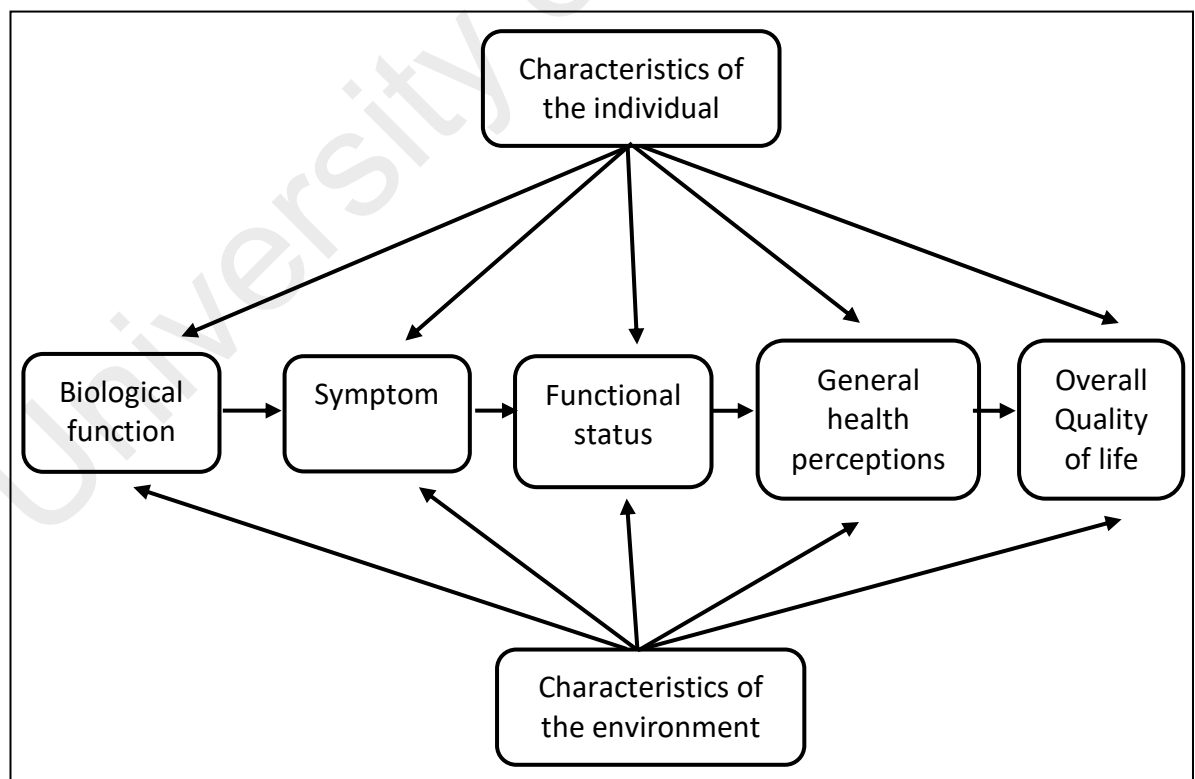 University
Characteristics of
the individual
Biological
function
Symptom
Functional
status
General
health
perceptions
Overall
Quality
of life
Characteristics of
the environment